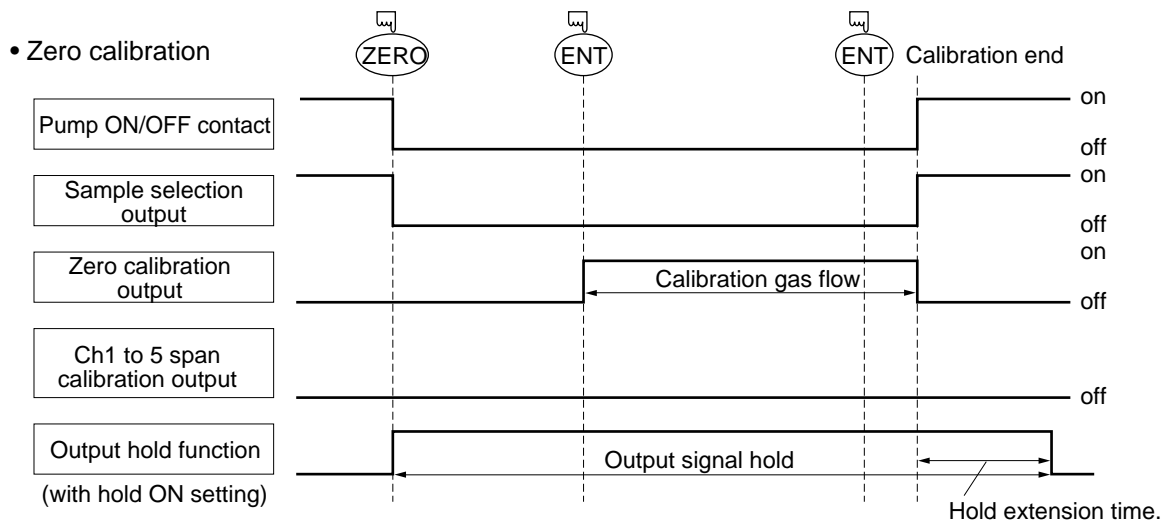 • Zero calibration
ZERO
ENT
ENT
Calibration end
Pump ON/OFF contact
on
off
Sample selection
output
on
off
Zero calibration
output
on
Calibration gas flow
off
Ch1 to 5 span
calibration output
off
Output hold function
(with hold ON setting)
Output signal hold
Hold extension time.